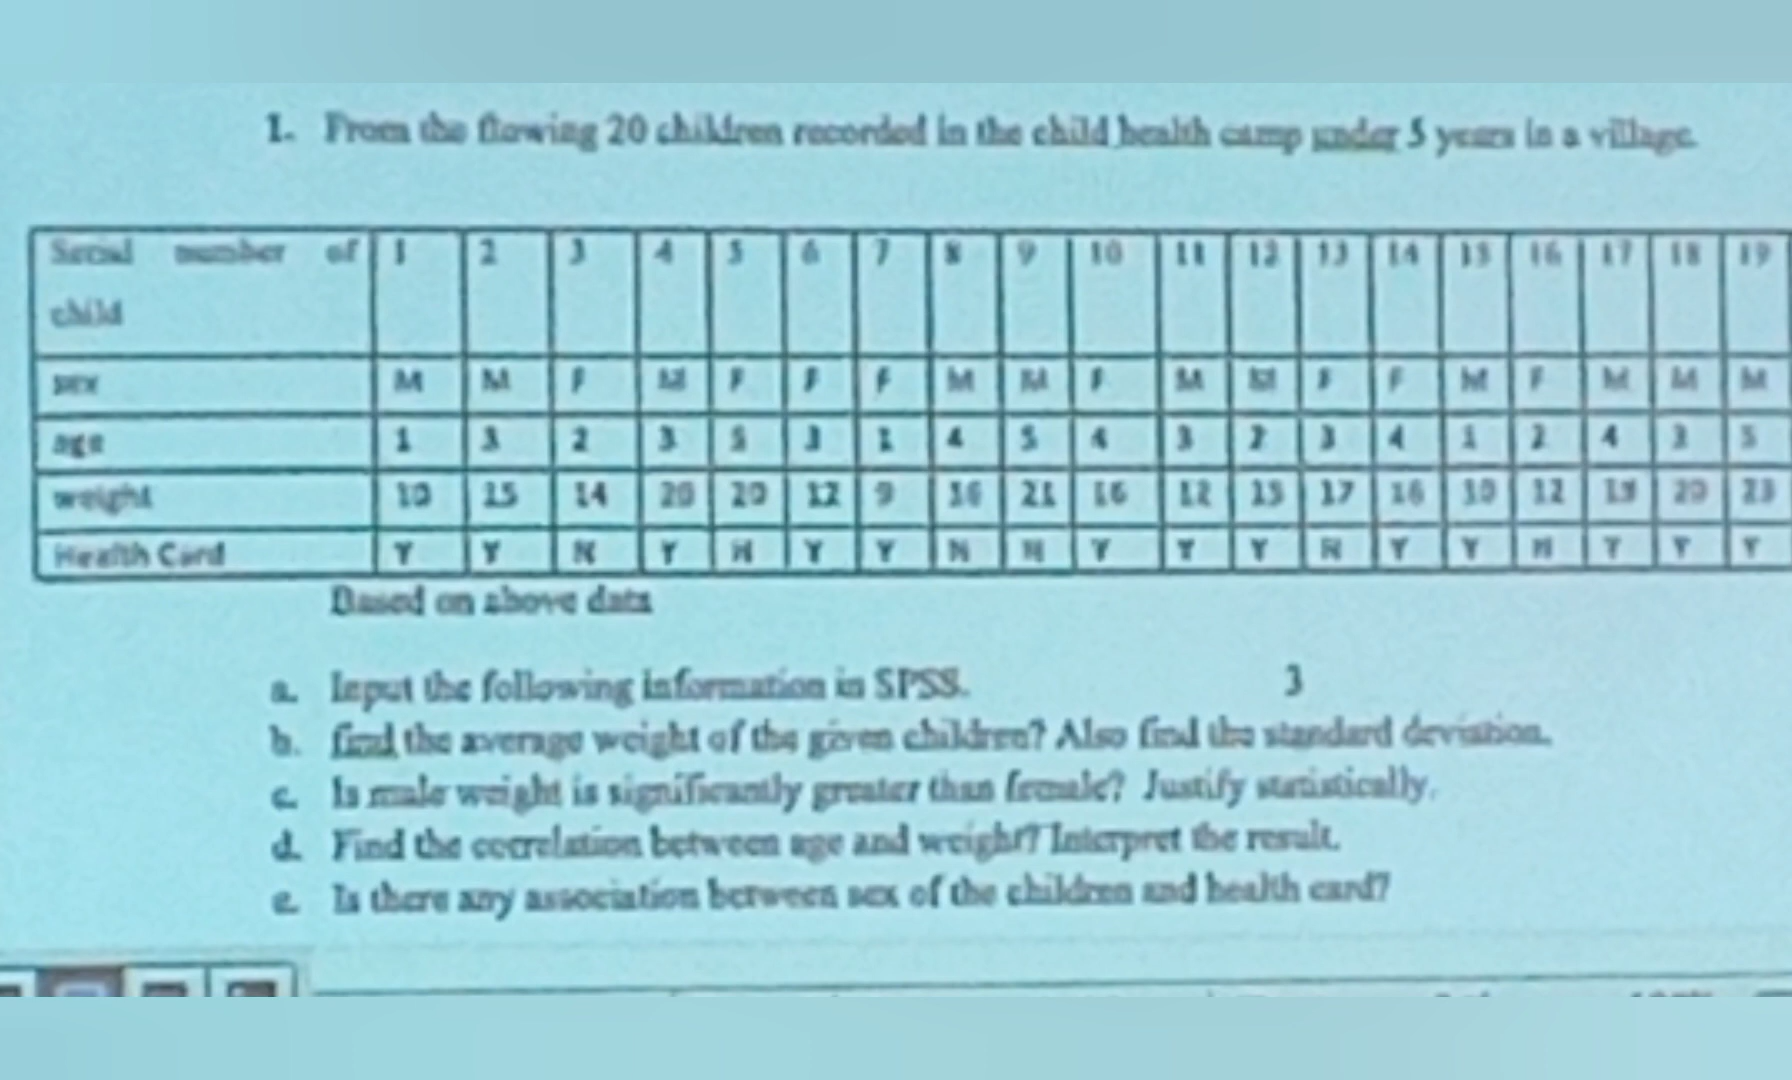 1. From the flowing 20 children recorded in the child health camp under 5 years in a village.
Serial number of child 1 2 3 4 5 6 7 8 9 10 11 12 13 14 15 16 17 18 19
sex M M F M F F F M M F M M F F M F M M M
age 1 3 2 3 5 3 1 4 5 4 3 2 3 4 1 2 4 3 5
weight 10 15 14 20 12 9 16 21 16 12 17 16 10 12 20 23
Health Card Y Y N Y N Y Y N N Y Y Y N Y Y N Y Y Y
Based on above data
a. Input the following information in SPSS. 3
b. find the average weight of the given children? Also find the standard deviation.
c. Is male weight is significantly greater than female? Justify statistically.
d. Find the correlation between age and weight? Interpret the result.
e. Is there any association between sex of the children and health card?